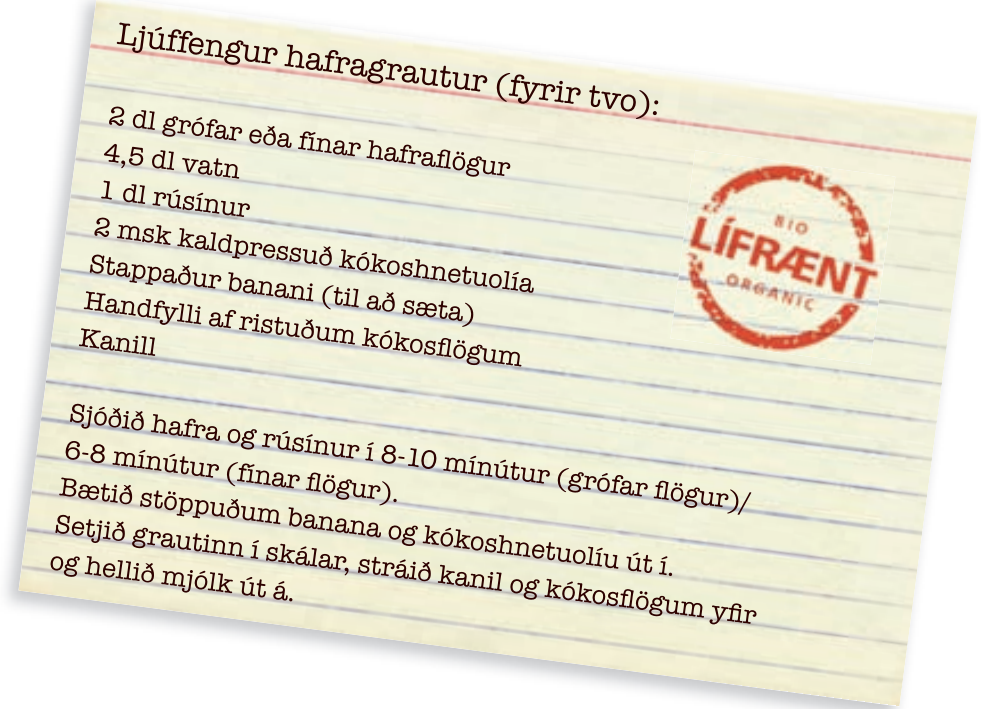 Ljúffengur hafragrautur (fyrir tvo):
2 dl grófar eða fínar hafraflögur
4,5 dl vatn
1 dl rúsínur
2 msk kaldpressuð kókoshnetuolía
Stappaður banani (til að sæta)
Handfylli af ristuðum kókosflögum
Kanill
BIO
LÍFRÆNT
ORGANIC
Sjóðið hafra og rúsínur í 8-10 mínútur (grófar flögur)/
6-8 mínútur (fínar flögur).
Bætið stöppuðum banana og kókoshnetuolíu út í.
Setjið grautinn í skálar, stráið kanil og kókosflögum yfir
og hellið mjólk út á.